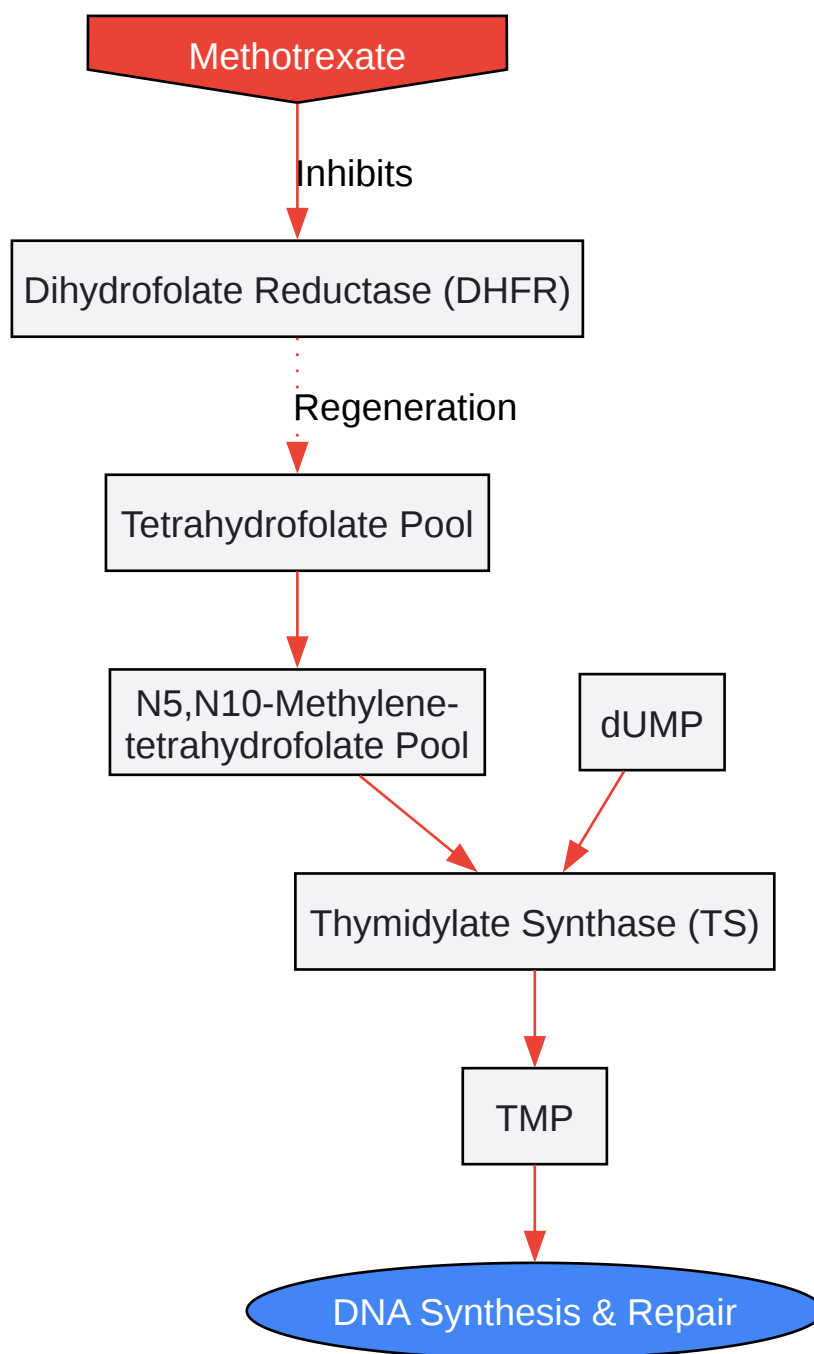 Methotrexate
Inhibits
Dihydrofolate Reductase (DHFR)
Regeneration
Tetrahydrofolate Pool
N5,N10-Methylene-
tetrahydrofolate Pool
dUMP
Thymidylate Synthase (TS)
TMP
DNA Synthesis & Repair